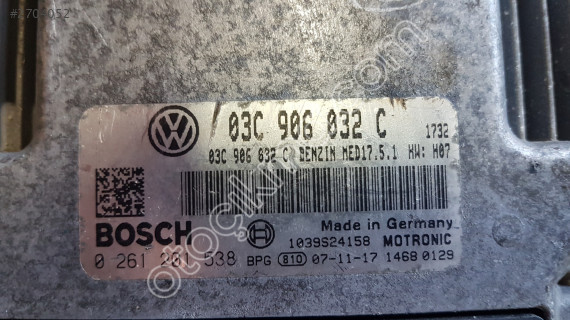 03C 906 032 C
1732
03C 906 032 C BENZIN MED17.5.1 HW: H07
BOSCH
Made in Germany
1039S24158 MOTRONIC
0 261 201 538 BPG 810 07-11-17 1468 0129